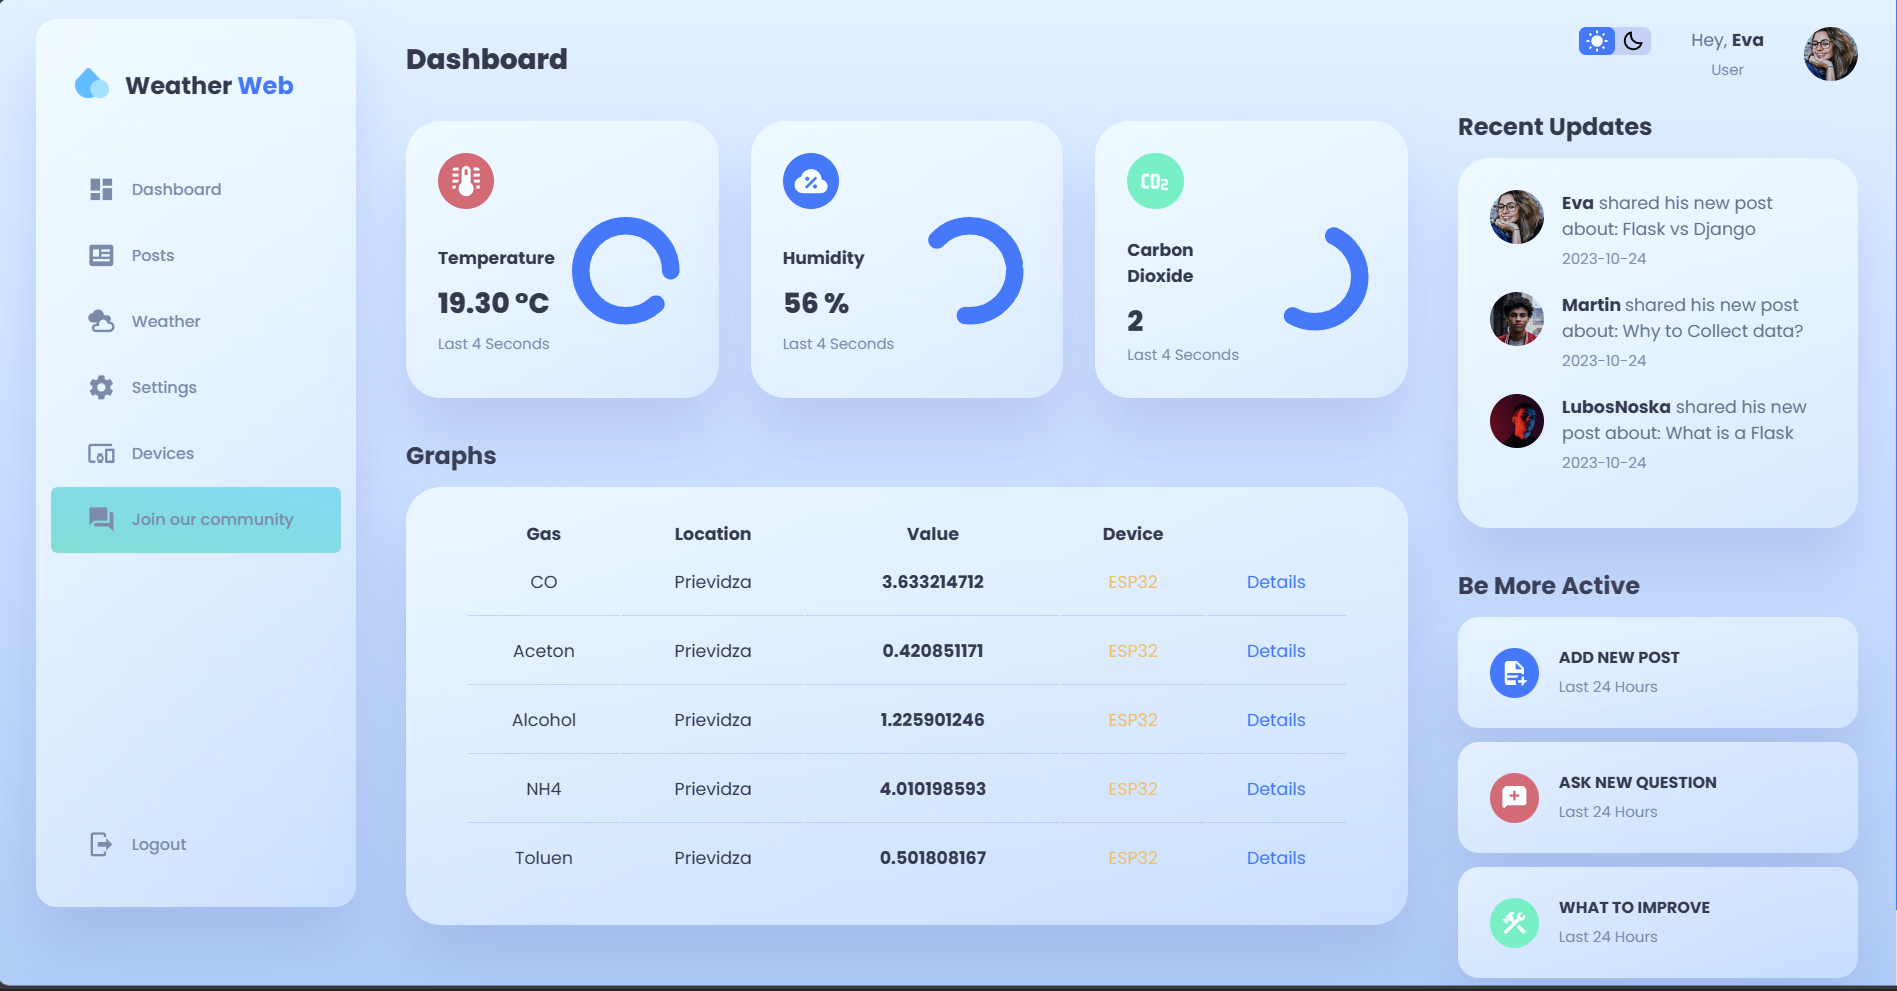 Weather Web
Dashboard
Posts
Weather
Settings
Devices
Join our community
Logout
Dashboard
Temperature
19.30 °C
Last 4 Seconds
Humidity
56 %
Last 4 Seconds
CO2
Carbon
Dioxide
2
Last 4 Seconds
Graphs
Gas Location Value Device
CO Prievidza 3.633214712 ESP32 Details
Aceton Prievidza 0.420851171 ESP32 Details
Alcohol Prievidza 1.225901246 ESP32 Details
NH4 Prievidza 4.010198593 ESP32 Details
Toluen Prievidza 0.501808167 ESP32 Details
Hey, Eva
User
Recent Updates
Eva shared his new post
about: Flask vs Django
2023-10-24
Martin shared his new post
about: Why to Collect data?
2023-10-24
LubosNoska shared his new
post about: What is a Flask
2023-10-24
Be More Active
ADD NEW POST
Last 24 Hours
ASK NEW QUESTION
Last 24 Hours
WHAT TO IMPROVE
Last 24 Hours